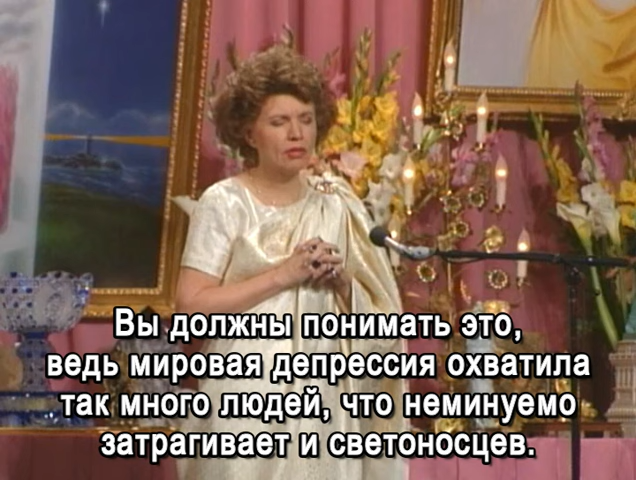 Вы должны понимать это,
ведь мировая депрессия охватила
так много людей, что неминуемо
затрагивает и светоносцев.